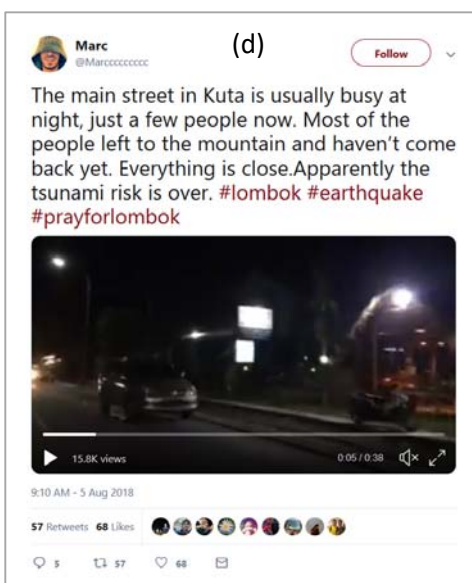 (d)
Marc
@Marcccccccccc
Follow
The main street in Kuta is usually busy at
night, just a few people now. Most of the
people left to the mountain and haven't come
back yet. Everything is close.Apparently the
tsunami risk is over. #lombok #earthquake
#prayforlombok
15.8K views
0:05 / 0:38
9:10 AM - 5 Aug 2018
57 Retweets 68 Likes
5 57 68